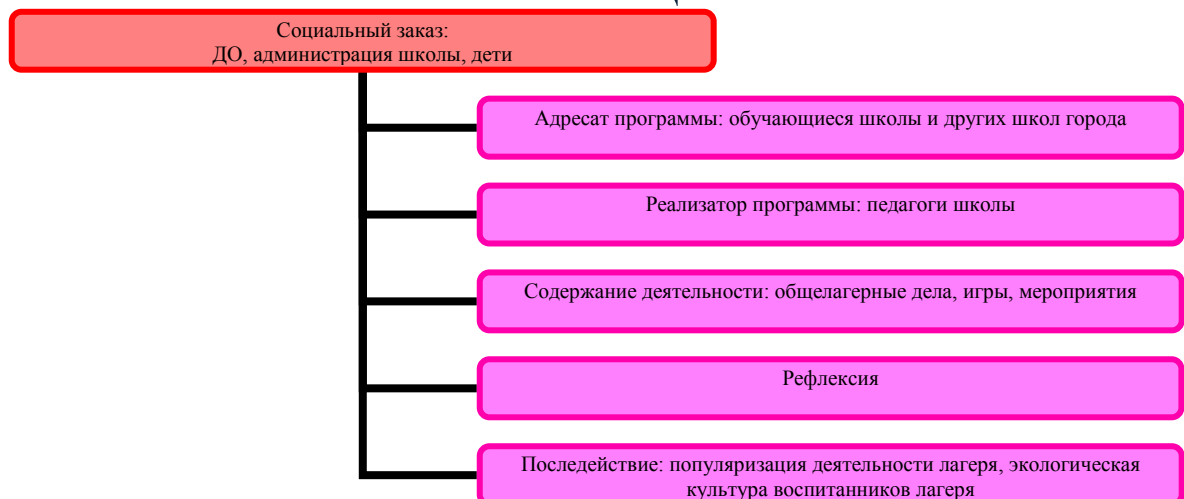 Социальный заказ:
ДО, администрация школы, дети
Адресат программы: обучающиеся школы и других школ города
Реализатор программы: педагоги школы
Содержание деятельности: общелагерные дела, игры, мероприятия
Рефлексия
Последействие: популяризация деятельности лагеря, экологическая
культура воспитанников лагеря